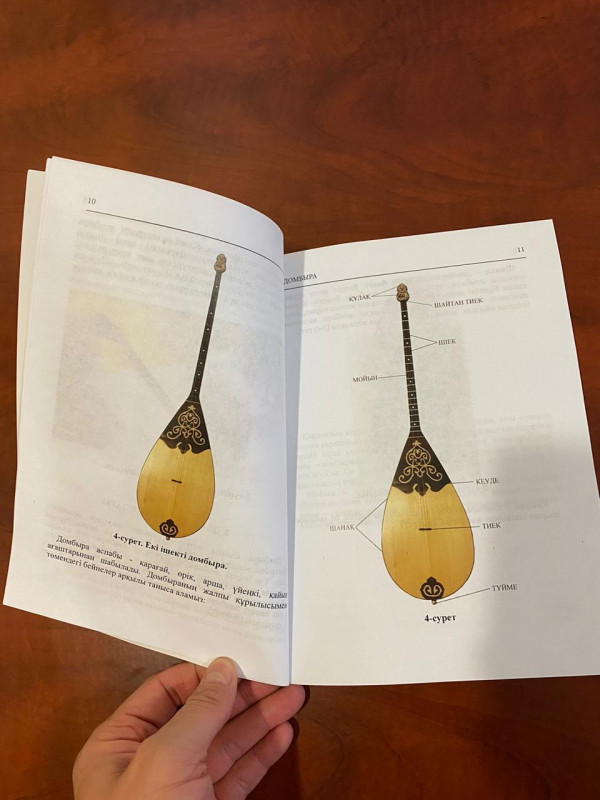 10
4-сурет. Екі ішекті домбыра.
Домбыра аспабы - қарағай, өрік, арша, үйеңкі, қайың
ағаштарынан шабылады. Домбыраның жалпы құрылысымен
төмендегі бейнелер арқылы таныса аламыз:
11
ДОМБЫРА
ҚҰЛАҚ
ШАЙТАН ТИЕК
ІШЕК
МОЙЫН
КЕУДЕ
ШАНАҚ
ТИЕК
ТҮЙМЕ
4-сурет